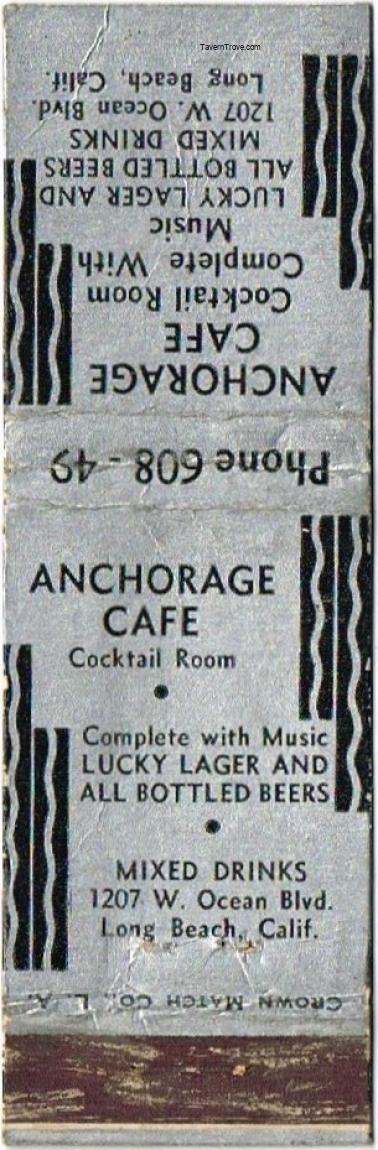 TavernTrove.com
ANCHORAGE
CAFE
Cocktail Room
Complete With
Music
LUCKY LAGER AND
ALL BOTTLED BEERS
MIXED DRINKS
1207 W. Ocean Blvd.
Long Beach, Calif.
Phone 608-49
ANCHORAGE
CAFE
Cocktail Room
Complete with Music
LUCKY LAGER AND
ALL BOTTLED BEERS
MIXED DRINKS
1207 W. Ocean Blvd.
Long Beach, Calif.
CROWN MATCH CO., L. A.